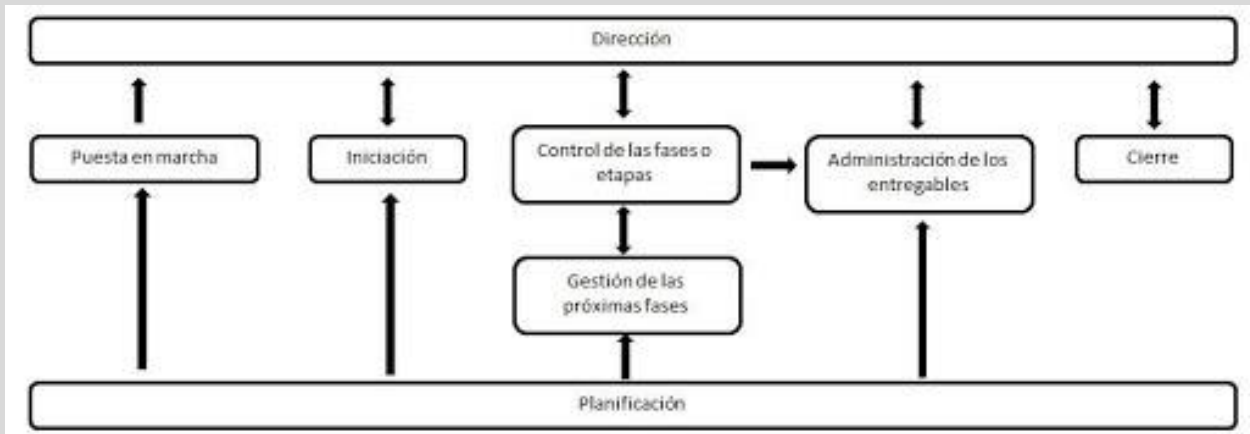 Dirección
Puesta en marcha
Iniciación
Control de las fases o
etapas
Administración de los
entregables
Cierre
Gestión de las
próximas fases
Planificación